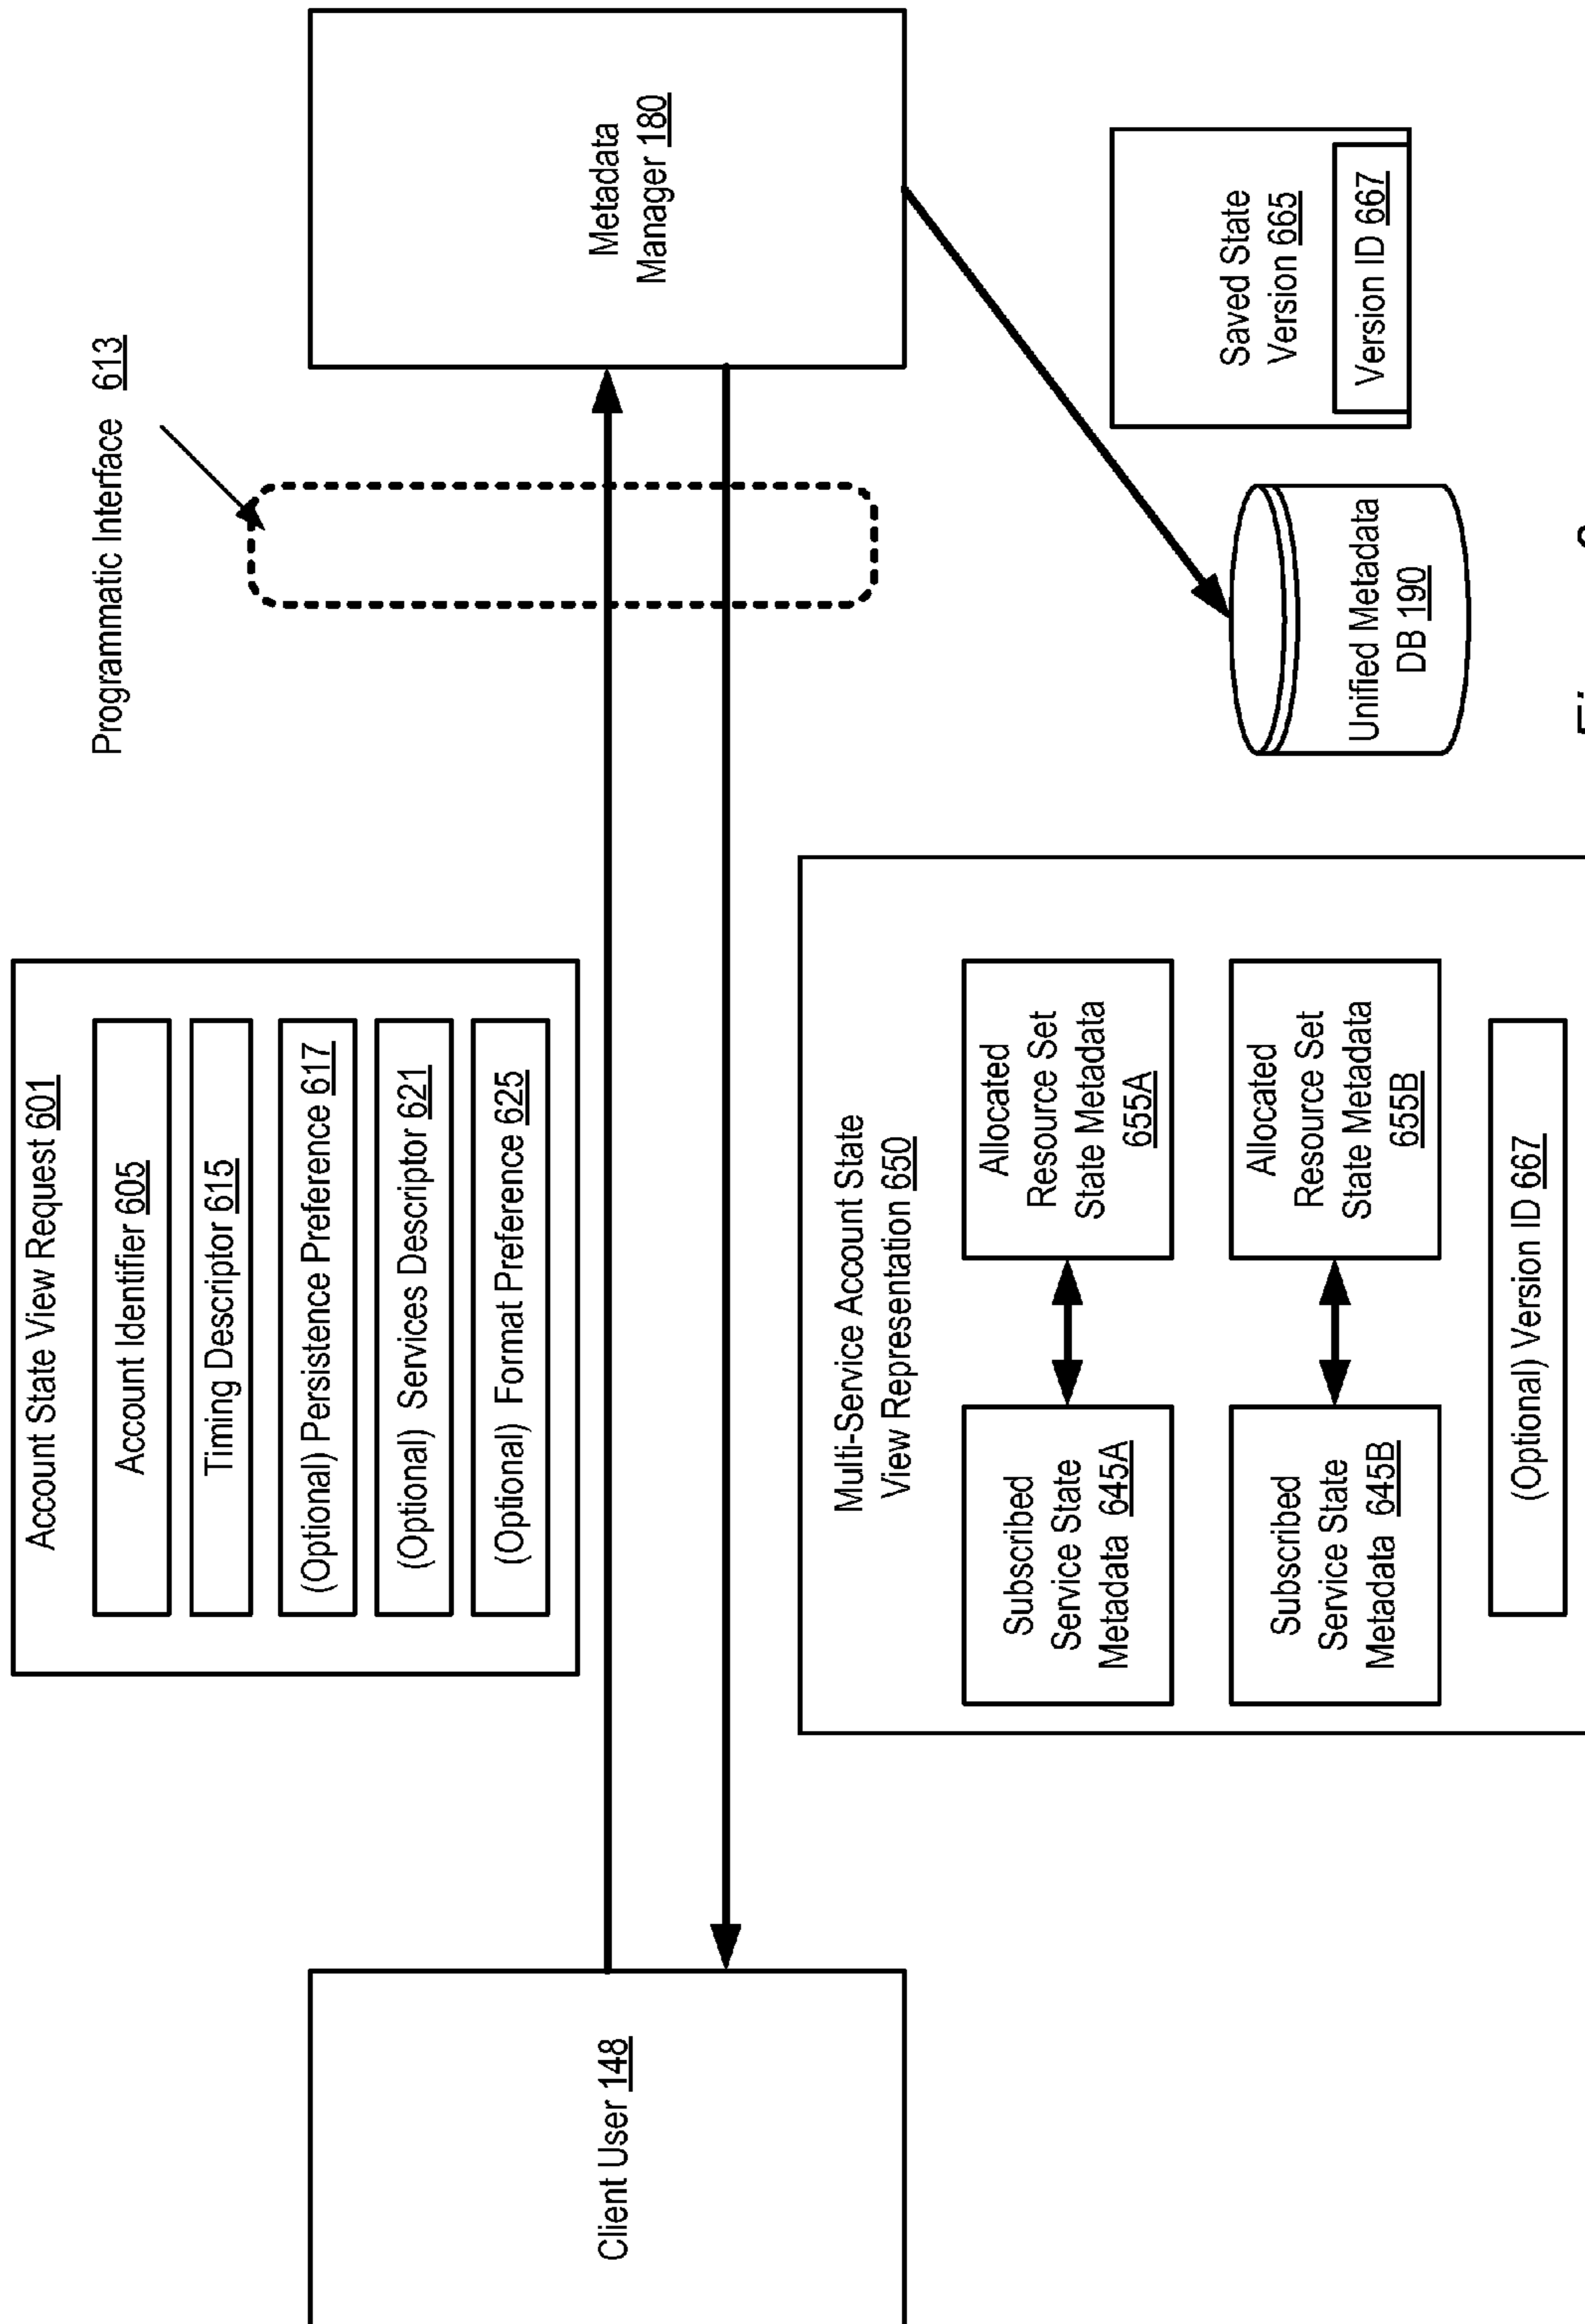 Account State View Request 601
Account Identifier 605
Timing Descriptor 615
(Optional) Persistence Preference 617
(Optional) Services Descriptor 621
(Optional) Format Preference 625
Programmatic Interface 613
Client User 148
Metadata
Manager 180
Multi-Service Account State
View Representation 650
Subscribed
Service State
Metadata 645A
Allocated
Resource Set
State Metadata
655A
Subscribed
Service State
Metadata 645B
Allocated
Resource Set
State Metadata
655B
(Optional) Version ID 667
Unified Metadata
DB 190
Saved State
Version 665
Version ID 667